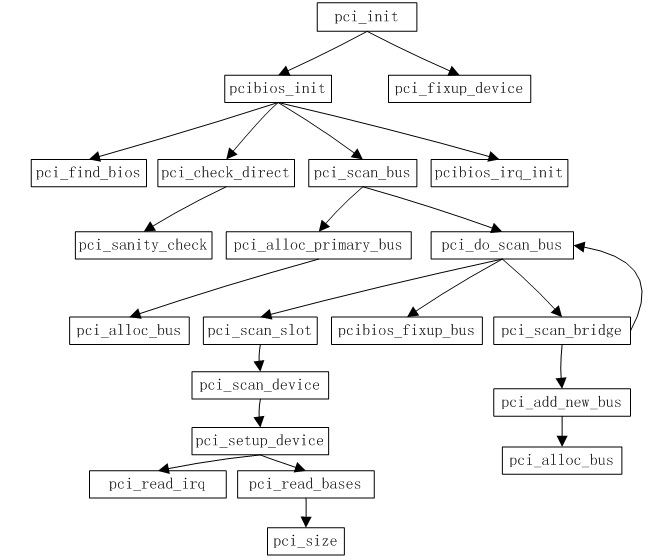 pci_init
pcibios_init
pci_fixup_device
pci_find_bios
pci_check_direct
pci_scan_bus
pcibios_irq_init
pci_sanity_check
pci_alloc_primary_bus
pci_do_scan_bus
pci_alloc_bus
pci_scan_slot
pcibios_fixup_bus
pci_scan_bridge
pci_scan_device
pci_add_new_bus
pci_setup_device
pci_alloc_bus
pci_read_irq
pci_read_bases
pci_size